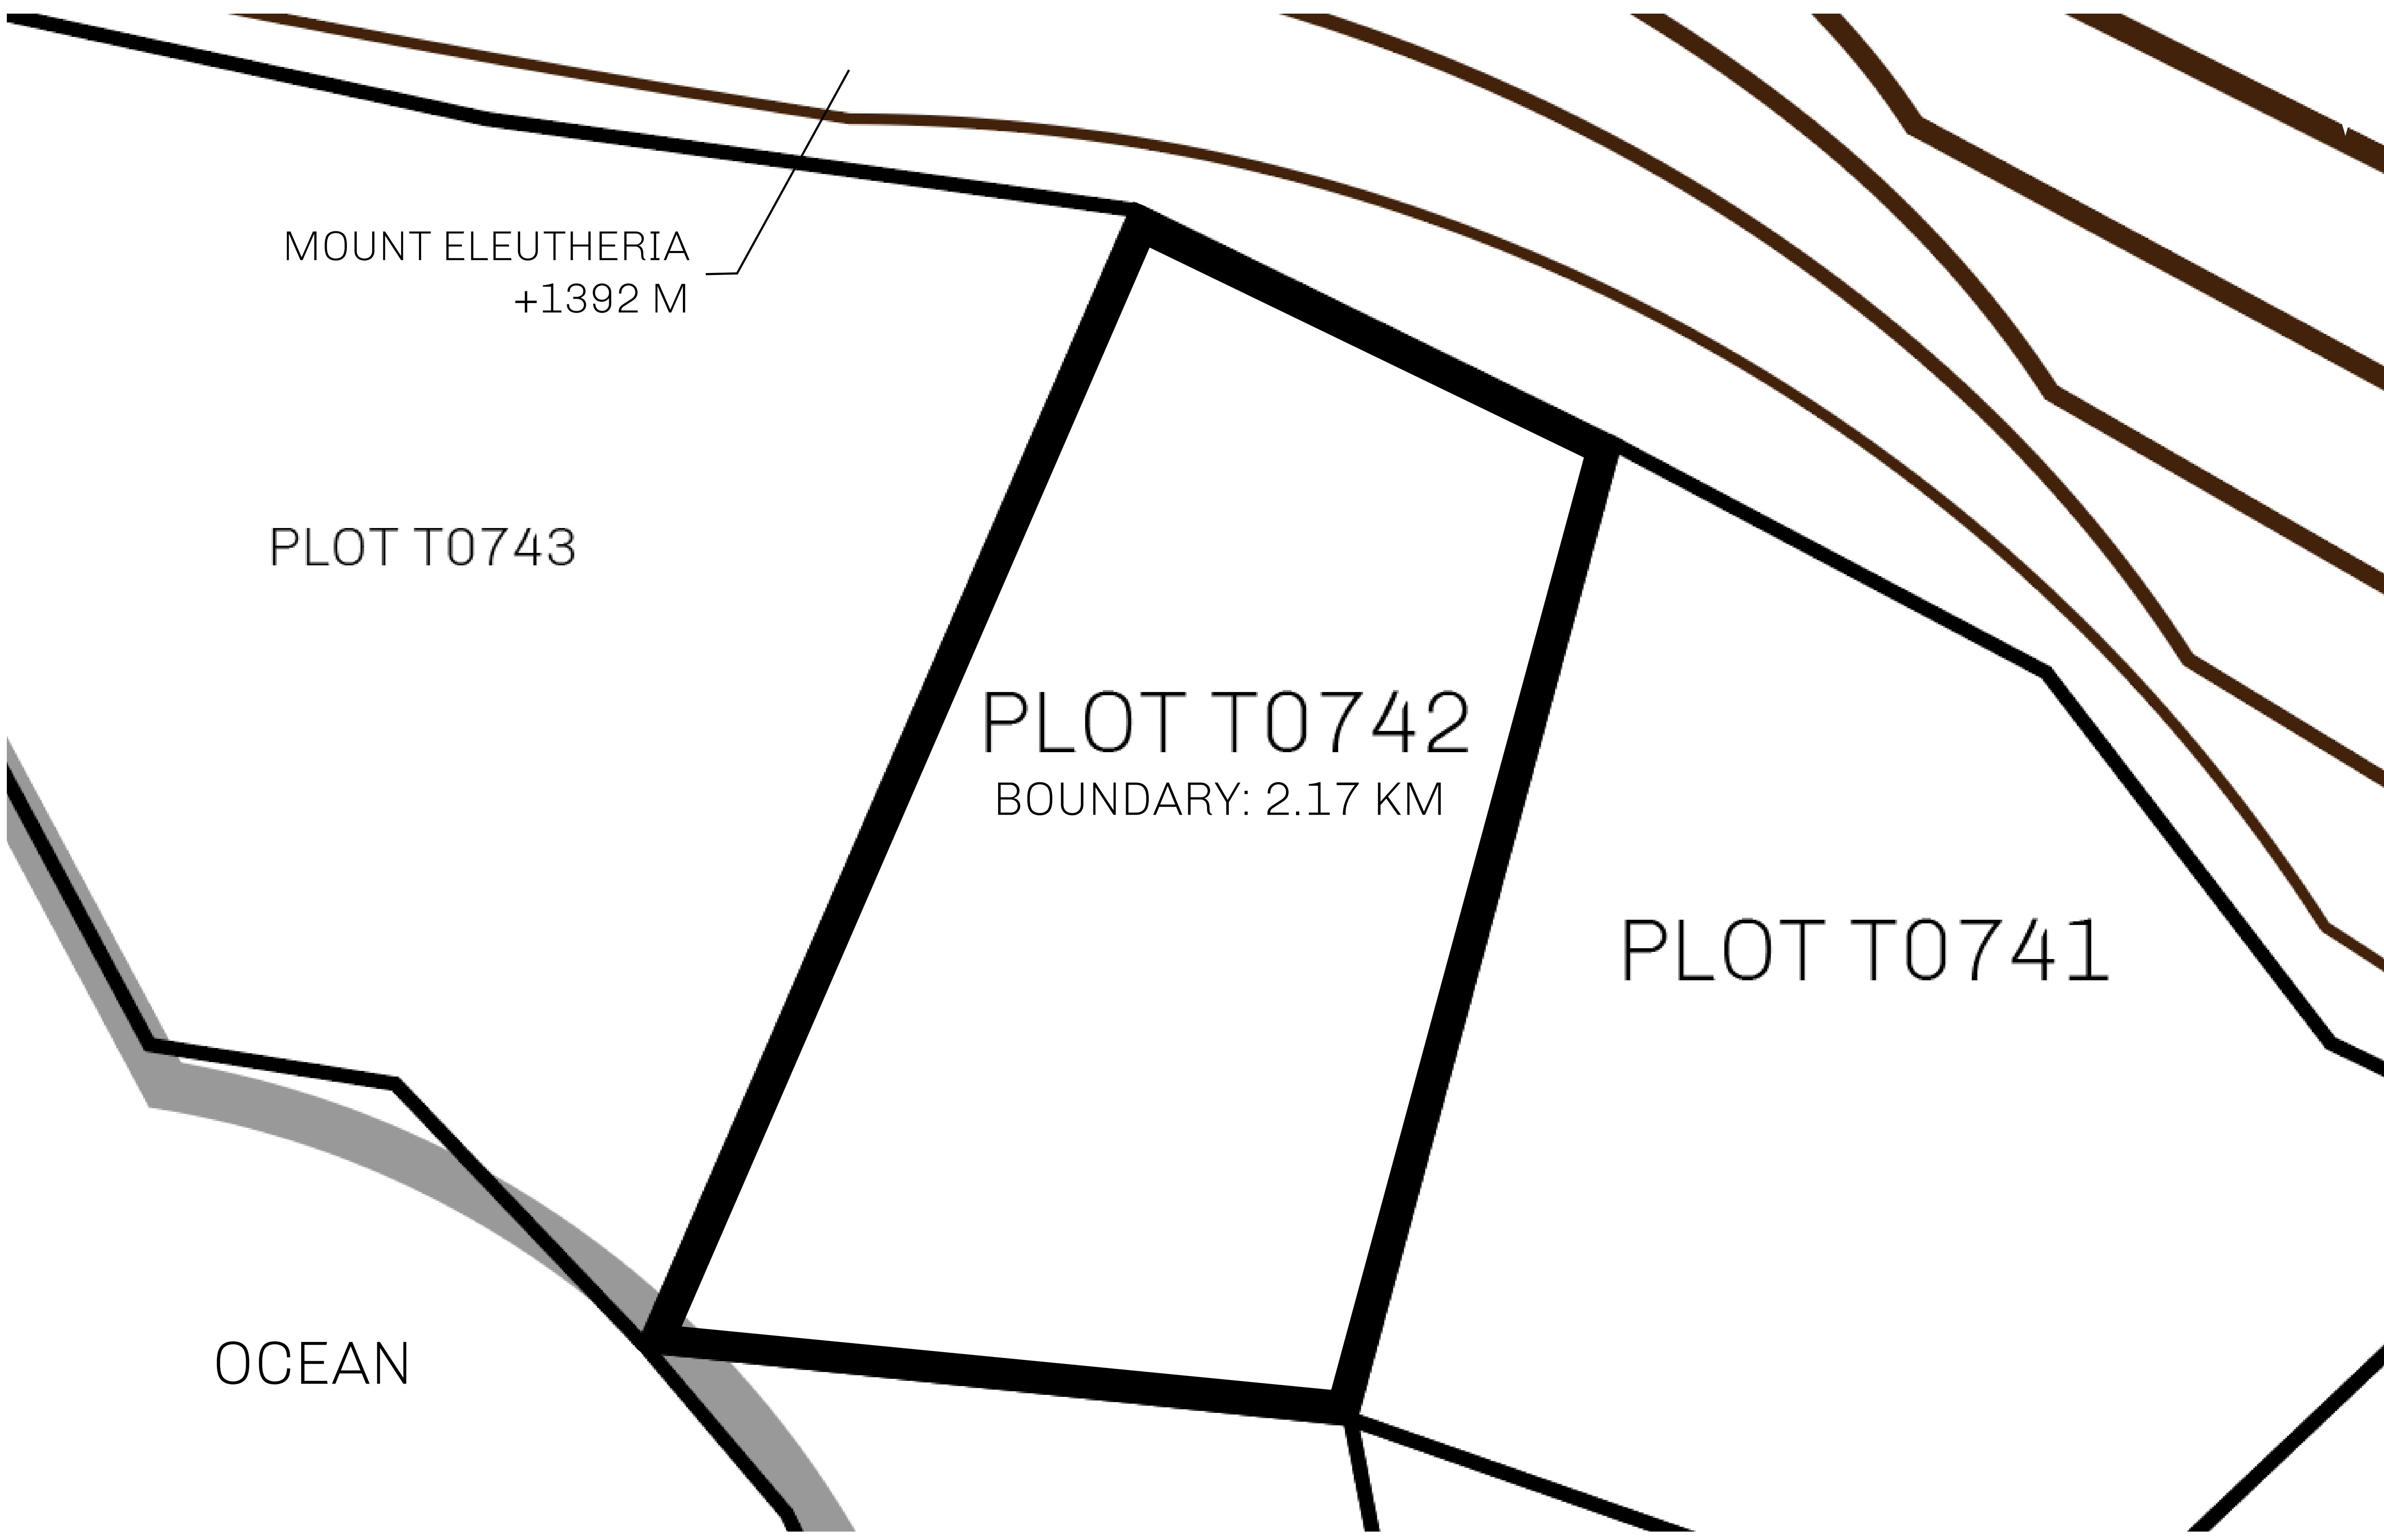 MOUNT ELEUTHERIA
+1392 M
PLOT T0743
PLOT T0742
BOUNDARY: 2.17 KM
PLOT T0741
OCEAN